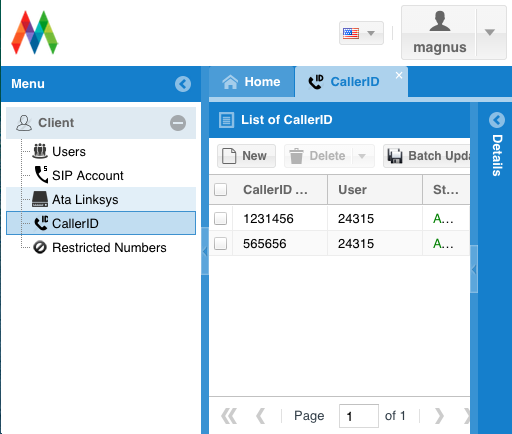 magnus
Menu
Home
CallerID
Client
Users
SIP Account
Ata Linksys
CallerID
Restricted Numbers
List of CallerID
New
Delete
Batch Upda
CallerID ... User St...
1231456 24315 A...
565656 24315 A...
Page 1 of 1
Details